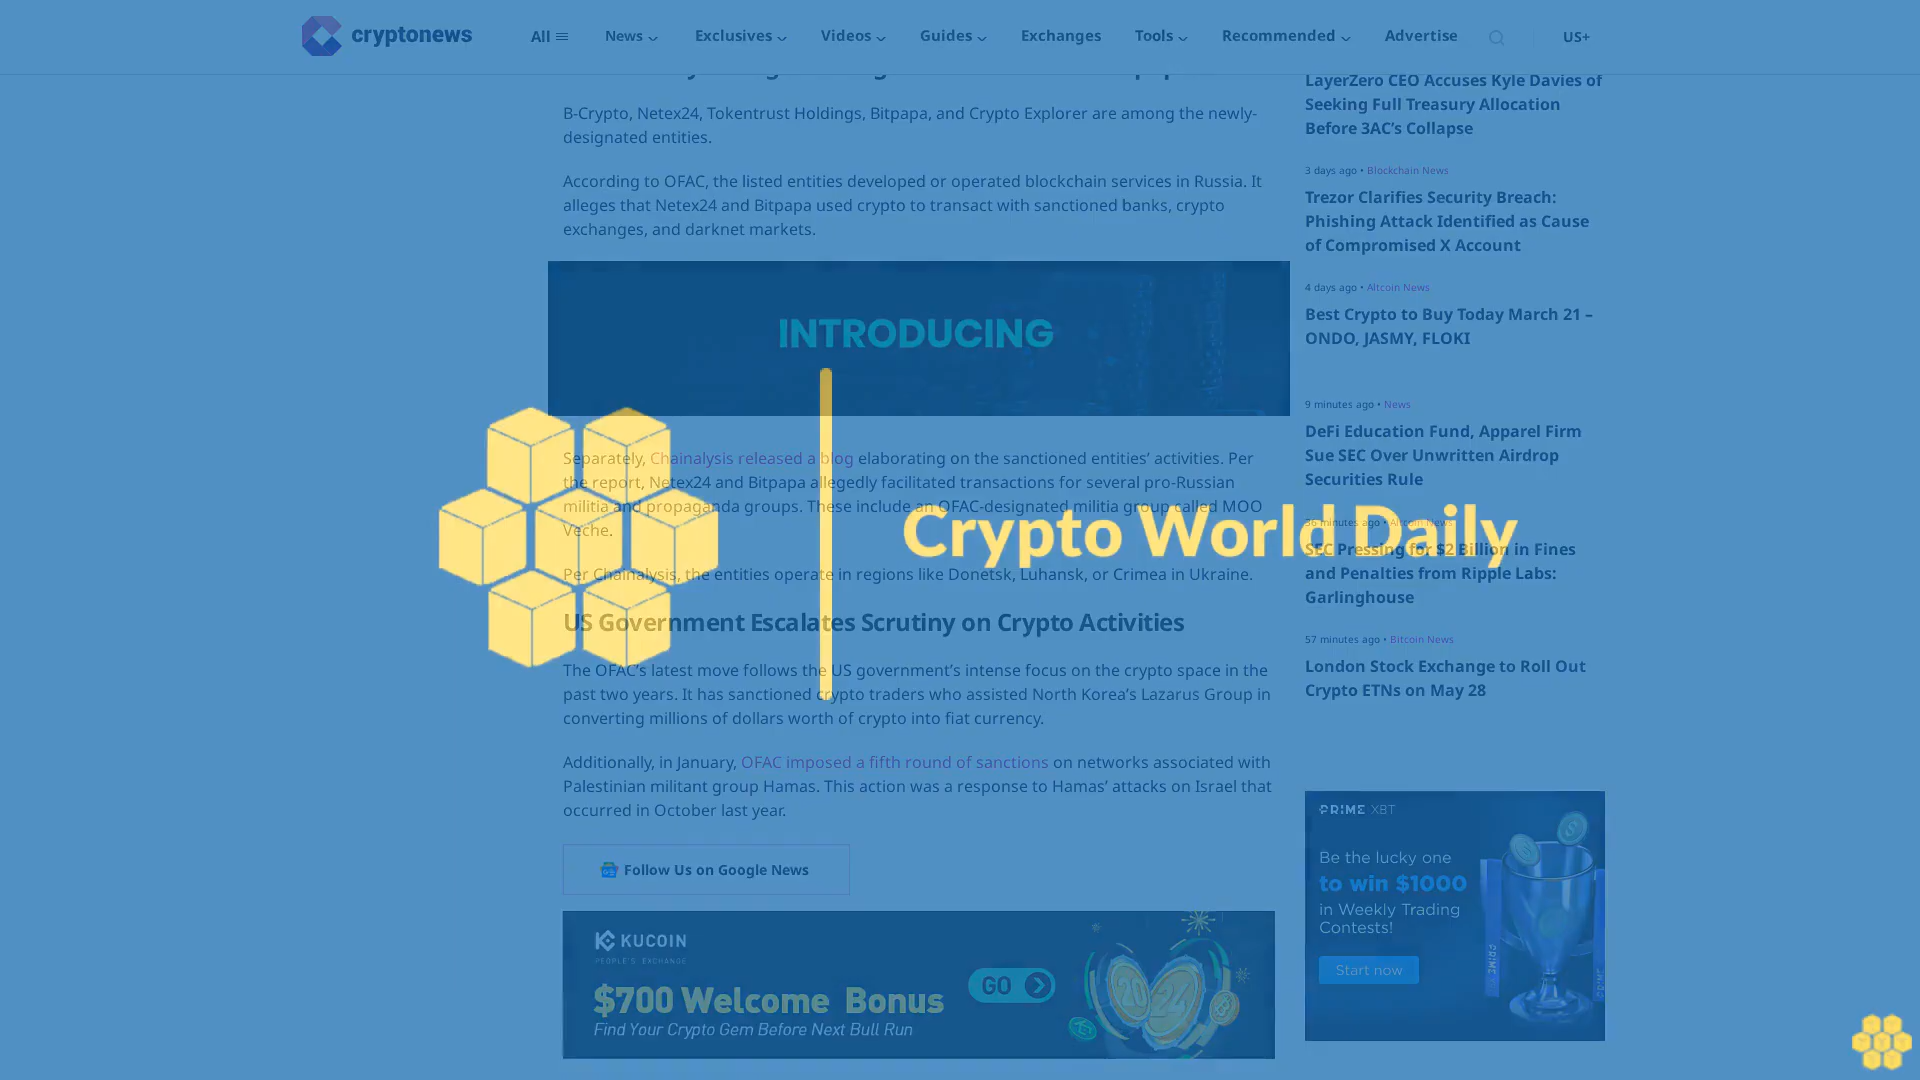 cryptonews
All
News
Exclusives
Videos
Guides
Exchanges
Tools
Recommended
Advertise
US+
B-Crypto, Netex24, Tokentrust Holdings, Bitpapa, and Crypto Explorer are among the newly-
designated entities.
According to OFAC, the listed entities developed or operated blockchain services in Russia. It
alleges that Netex24 and Bitpapa used crypto to transact with sanctioned banks, crypto
exchanges, and darknet markets.
INTRODUCING
Separately, Chainalysis released a blog elaborating on the sanctioned entities’ activities. Per
the report, Netex24 and Bitpapa allegedly facilitated transactions for several pro-Russian
militia and propaganda groups. These include an OFAC-designated militia group called MOO
Veche.
Per Chainalysis, the entities operate in regions like Donetsk, Luhansk, or Crimea in Ukraine.
US Government Escalates Scrutiny on Crypto Activities
The OFAC’s latest move follows the US government’s intense focus on the crypto space in the
past two years. It has sanctioned crypto traders who assisted North Korea’s Lazarus Group in
converting millions of dollars worth of crypto into fiat currency.
Additionally, in January, OFAC imposed a fifth round of sanctions on networks associated with
Palestinian militant group Hamas. This action was a response to Hamas’ attacks on Israel that
occurred in October last year.
Follow Us on Google News
KUCOIN
PEOPLE'S EXCHANGE
$700 Welcome Bonus
Find Your Crypto Gem Before Next Bull Run
GO
20
24
Crypto World Daily
LayerZero CEO Accuses Kyle Davies of
Seeking Full Treasury Allocation
Before 3AC’s Collapse
3 days ago • Blockchain News
Trezor Clarifies Security Breach:
Phishing Attack Identified as Cause
of Compromised X Account
4 days ago • Altcoin News
Best Crypto to Buy Today March 21 –
ONDO, JASMY, FLOKI
9 minutes ago • News
DeFi Education Fund, Apparel Firm
Sue SEC Over Unwritten Airdrop
Securities Rule
36 minutes ago • Altcoin News
SEC Pressing for $2 Billion in Fines
and Penalties from Ripple Labs:
Garlinghouse
57 minutes ago • Bitcoin News
London Stock Exchange to Roll Out
Crypto ETNs on May 28
PRIME XBT
Be the lucky one
to win $1000
in Weekly Trading
Contests!
Start now
PRIME